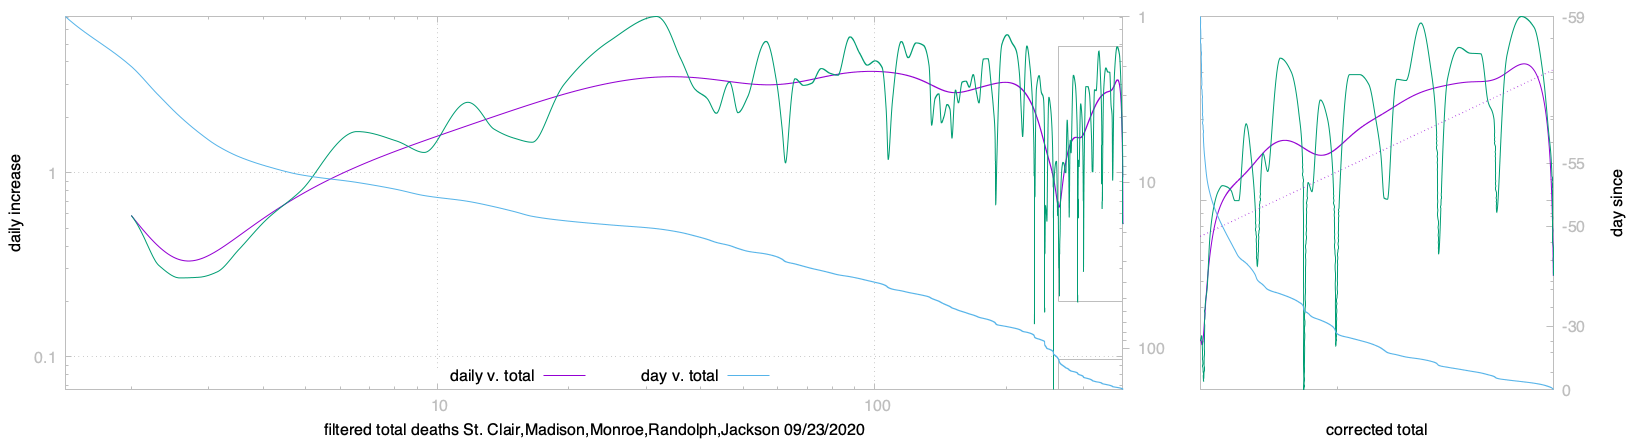 daily increase
1
0.1
10
100
1
10
100
daily v. total
day v. total
filtered total deaths St. Clair,Madison,Monroe,Randolph,Jackson 09/23/2020
-59
-55
-50
-30
0
day since
corrected total